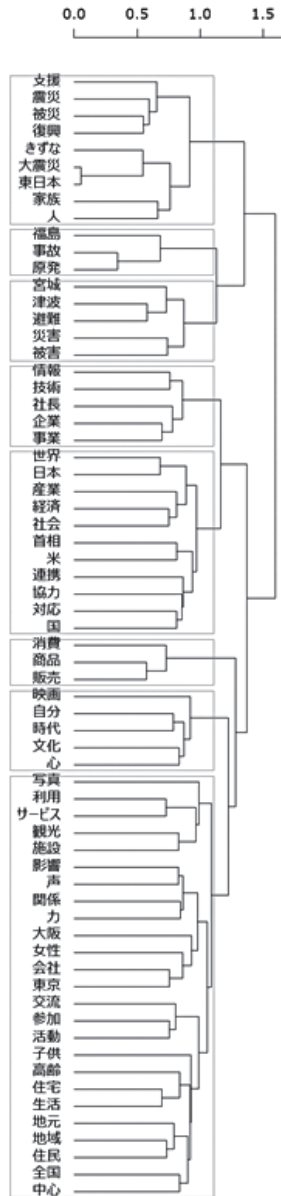 0.0 0.5 1.0 1.5
支援
震災
被災
復興
きずな
大震災
東日本
家族
人
福島
事故
原発
宮城
津波
避難
災害
被害
情報
技術
社長
企業
事業
世界
日本
産業
経済
社会
首相
米
連携
協力
対応
国
消費
商品
販売
映画
自分
時代
文化
心
写真
利用
サービス
観光
施設
影響
声
関係
力
大阪
女性
会社
東京
交流
参加
活動
子供
高齢
住宅
生活
地元
地域
住民
全国
中心